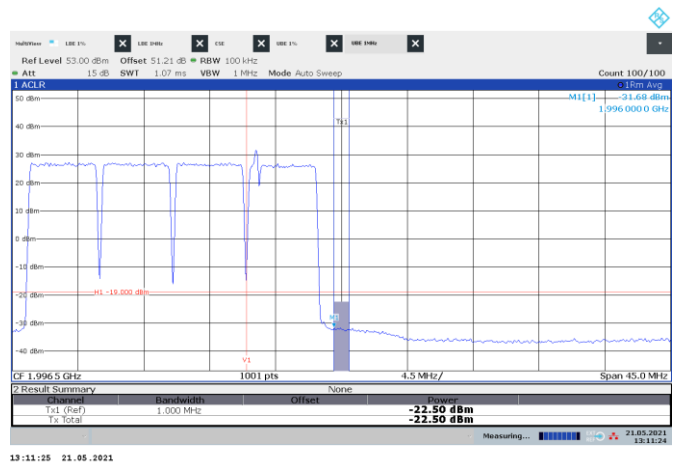 MultiView LBE 1% LBE 1MHz CSE UBE 1% UBE 1MHz
Ref Level 53.00 dBm Offset 51.21 dB RBW 100 kHz
Att 15 dB SWT 1.07 ms VBW 1 MHz Mode Auto Sweep Count 100/100
1 ACLR 1Rm Avg
50 dBm M1[1] -31.68 dBm
1.996 000 0 GHz
40 dBm Tx1
30 dBm
20 dBm
10 dBm
0 dBm
-10 dBm
H1 -19.000 dBm
-20 dBm
-30 dBm M1
-40 dBm
V1
CF 1.996 5 GHz 1001 pts 4.5 MHz/ Span 45.0 MHz
2 Result Summary None
Channel Bandwidth Offset Power
Tx1 (Ref) 1.000 MHz -22.50 dBm
Tx Total -22.50 dBm
Measuring... 21.05.2021
13:11:24
13:11:25 21.05.2021